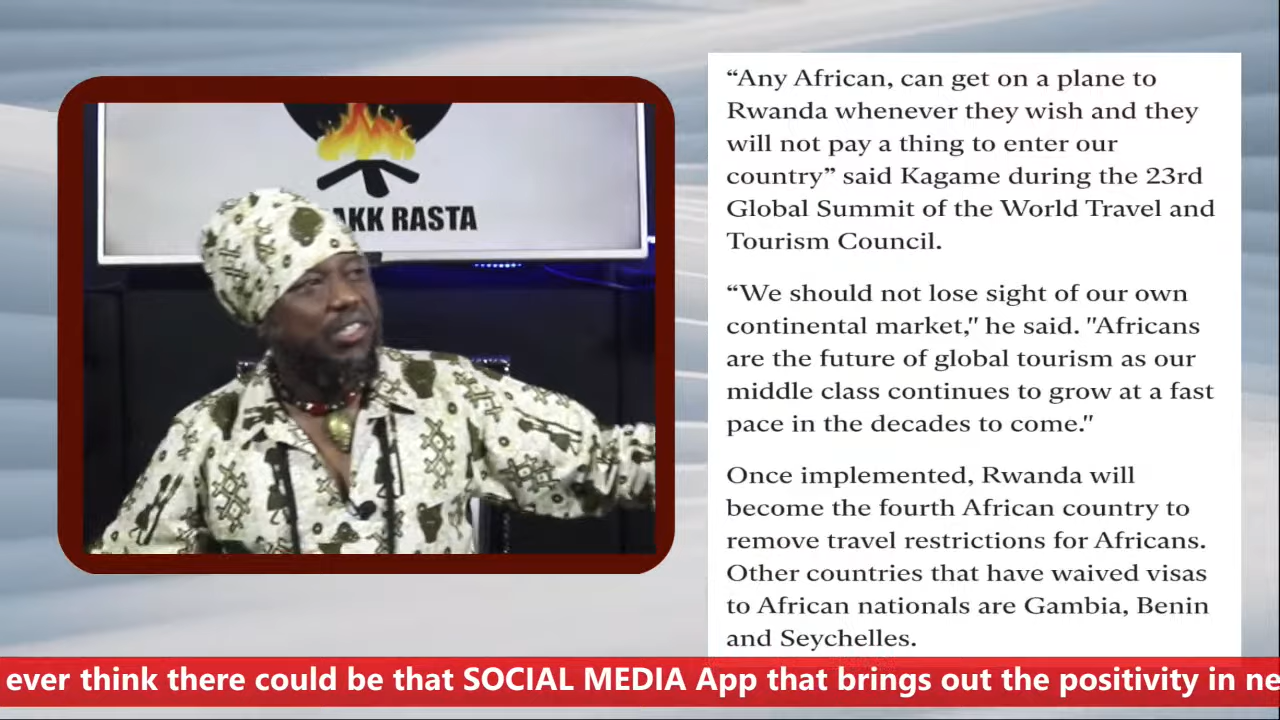 AKK RASTA
“Any African, can get on a plane to
Rwanda whenever they wish and they
will not pay a thing to enter our
country” said Kagame during the 23rd
Global Summit of the World Travel and
Tourism Council.
“We should not lose sight of our own
continental market," he said. "Africans
are the future of global tourism as our
middle class continues to grow at a fast
pace in the decades to come."
Once implemented, Rwanda will
become the fourth African country to
remove travel restrictions for Africans.
Other countries that have waived visas
to African nationals are Gambia, Benin
and Seychelles.
ever think there could be that SOCIAL MEDIA App that brings out the positivity in ne